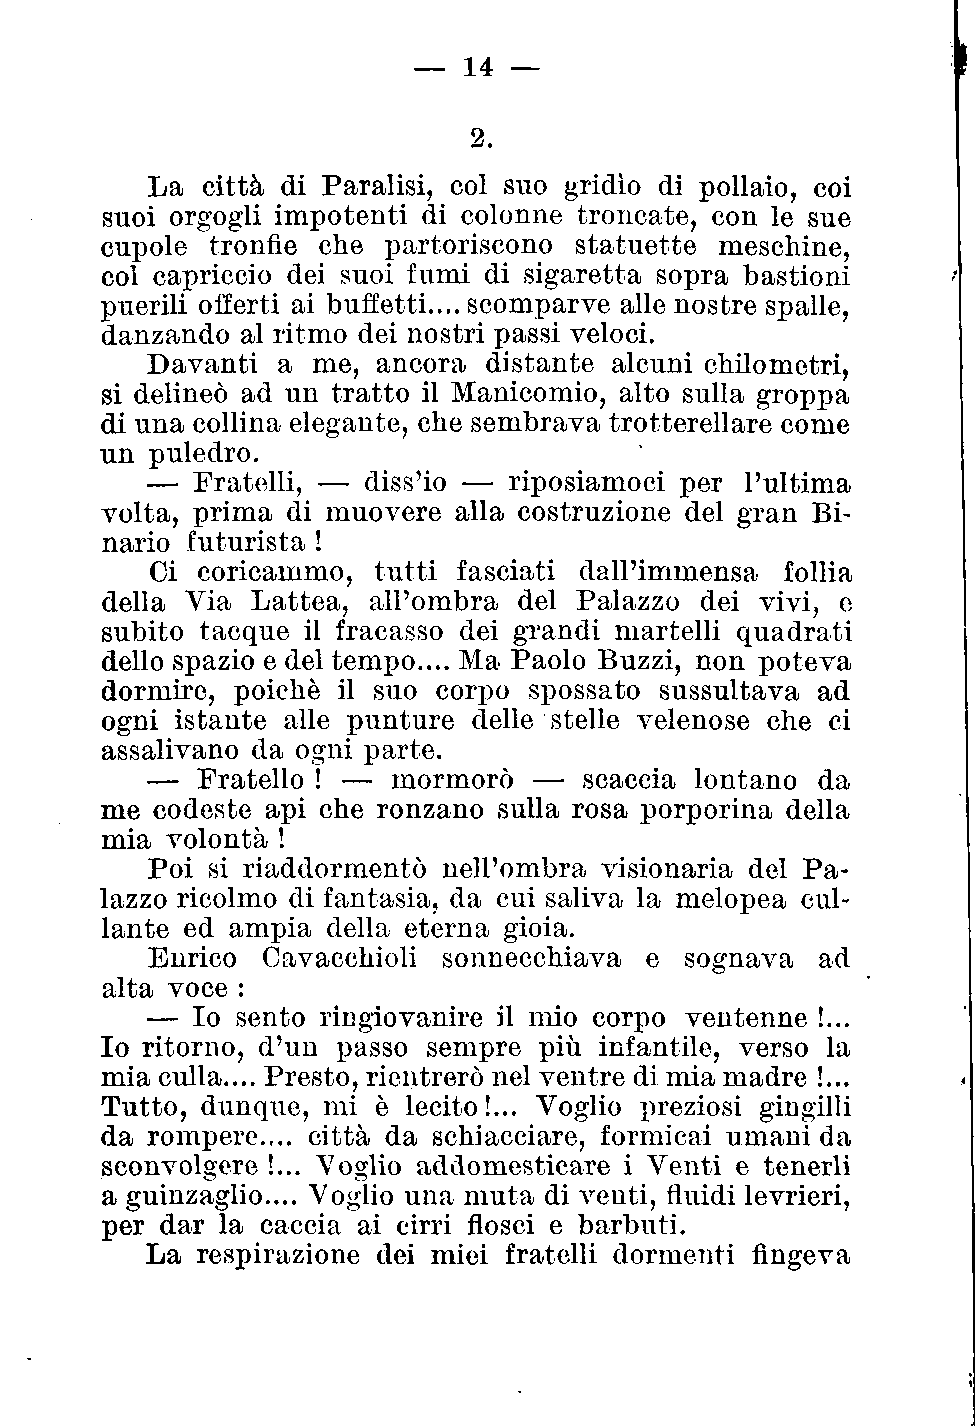 — 14 —
2.
La città di Paralisi, col suo gridìo di pollaio, coi
suoi orgogli impotenti di colonne troncate, con le sue
cupole tronfie che partoriscono statuette meschine,
col capriccio dei suoi fumi di sigaretta sopra bastioni
puerili offerti ai buffetti.... scomparve alle nostre spalle,
danzando al ritmo dei nostri passi veloci.
Davanti a me, ancora distante alcuni chilometri,
si delineò ad un tratto il Manicomio, alto sulla groppa
di una collina elegante, che sembrava trotterellare come
un puledro.
— Fratelli, — diss'io — riposiamoci per l'ultima
volta, prima di muovere alla costruzione del gran Bi-
nario futurista !
Ci coricammo, tutti fasciati dall'immensa follia
della Via Lattea, all'ombra del Palazzo dei vivi, e
subito tacque il fracasso dei grandi martelli quadrati
dello spazio e del tempo.... Ma Paolo Buzzi, non poteva
dormire, poichè il suo corpo spossato sussultava ad
ogni istante alle punture delle stelle velenose che ci
assalivano da ogni parte.
— Fratello ! — mormorò — scaccia lontano da
me codeste api che ronzano sulla rosa porporina della
mia volontà !
Poi si riaddormentò nell'ombra visionaria del Pa-
lazzo ricolmo di fantasia, da cui saliva la melopea cul-
lante ed ampia della eterna gioia.
Enrico Cavacchioli sonnecchiava e sognava ad
alta voce :
— Io sento ringiovanire il mio corpo ventenne !...
Io ritorno, d'un passo sempre più infantile, verso la
mia culla.... Presto, rientrerò nel ventre di mia madre !...
Tutto, dunque, mi è lecito !... Voglio preziosi gingilli
da rompere.... città da schiacciare, formicai umani da
sconvolgere !... Voglio addomesticare i Venti e tenerli
a guinzaglio.... Voglio una muta di venti, fluidi levrieri,
per dar la caccia ai cirri flosci e barbuti.
La respirazione dei miei fratelli dormenti fingeva